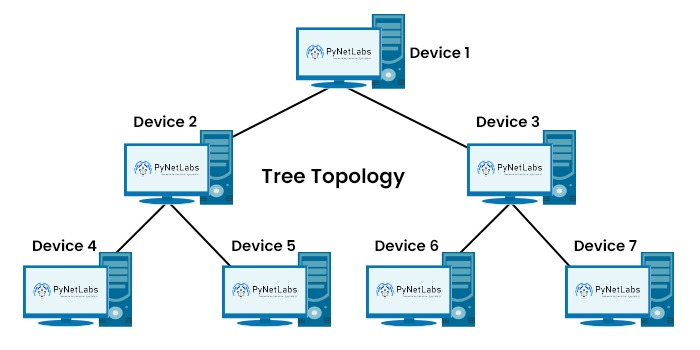 PyNetLabs
Device 1
Device 2
Device 3
PyNetLabs
Tree Topology
PyNetLabs
Device 4
Device 5
Device 6
Device 7
PyNetLabs
PyNetLabs
PyNetLabs
PyNetLabs